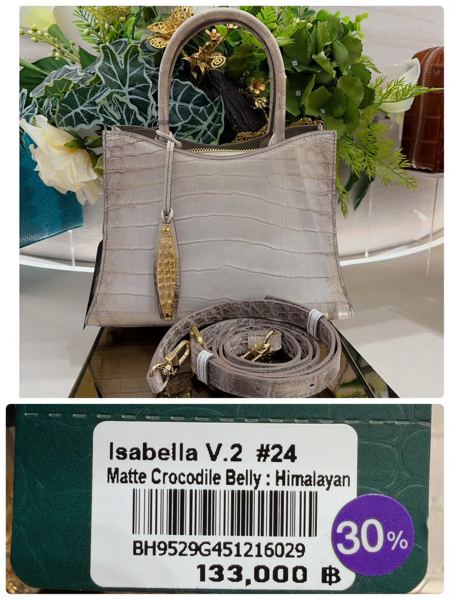 Isabella V.2 #24
Matte Crocodile Belly : Himalayan
BH9529G451216029
133,000 ฿
30%